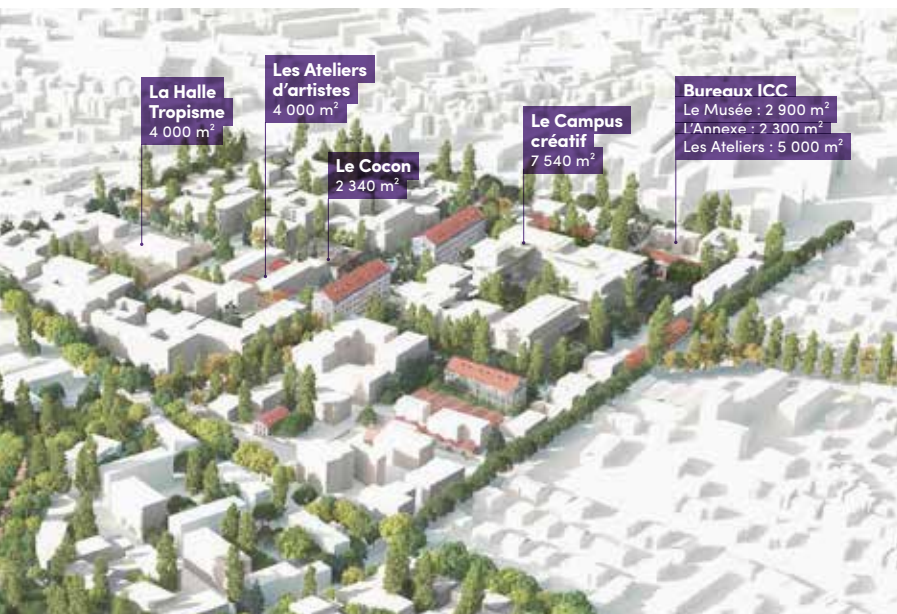 La Halle
Tropisme
4 000 m²
Les Ateliers
d'artistes
4 000 m²
Le Cocon
2 340 m²
Le Campus
créatif
7 540 m²
Bureaux ICC
Le Musée : 2 900 m²
L'Annexe : 2 300 m²
Les Ateliers : 5 000 m²